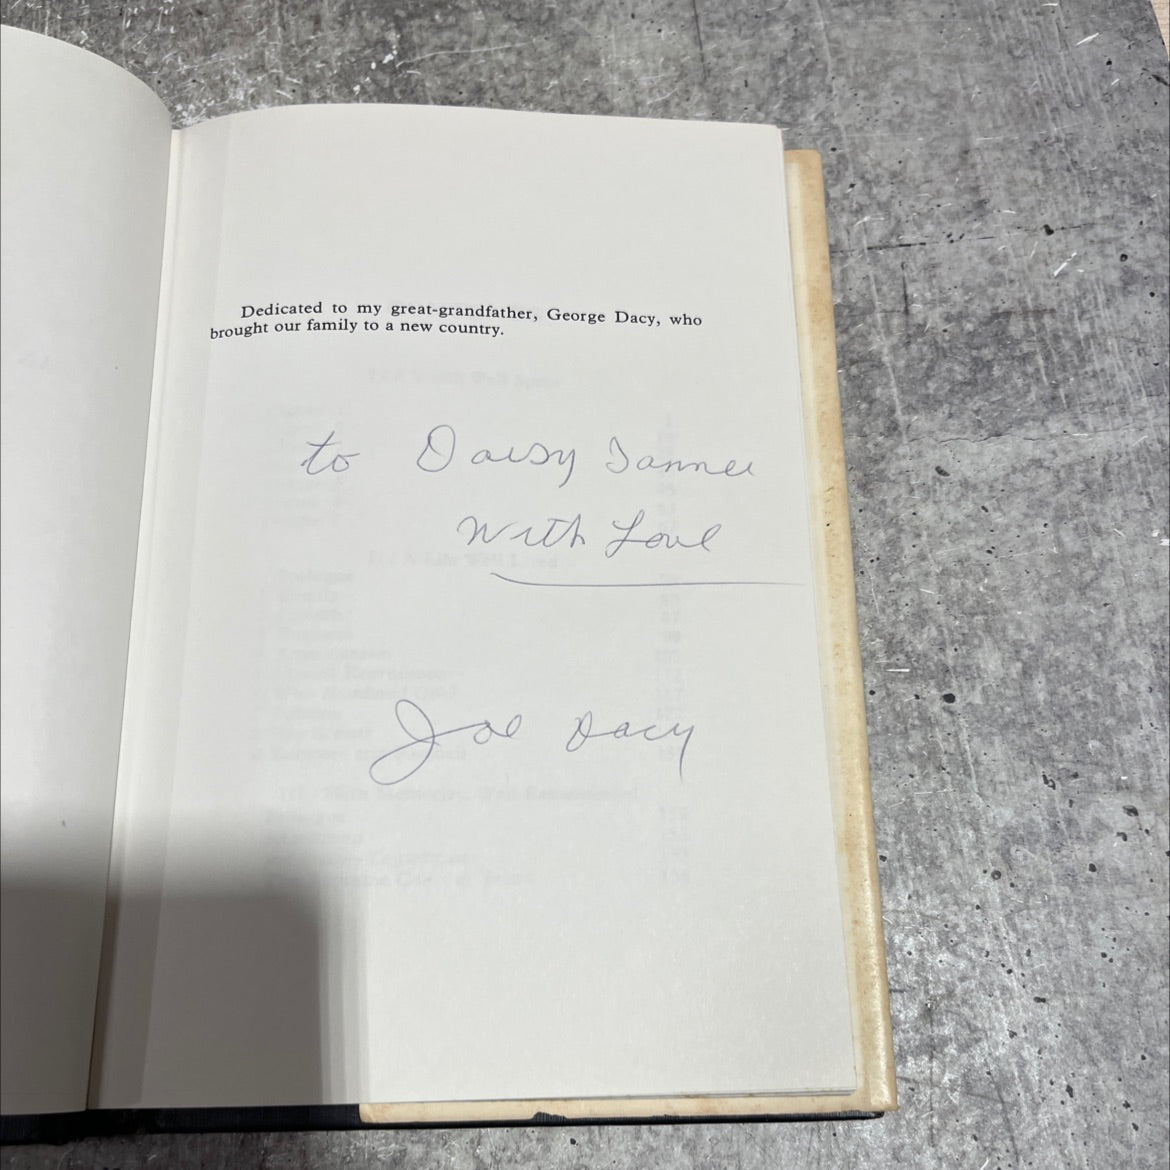 Dedicated to my great-grandfather, George Dacy, who
brought our family to a new country.
to Daisy Tanner
With Love
Joe Dacy